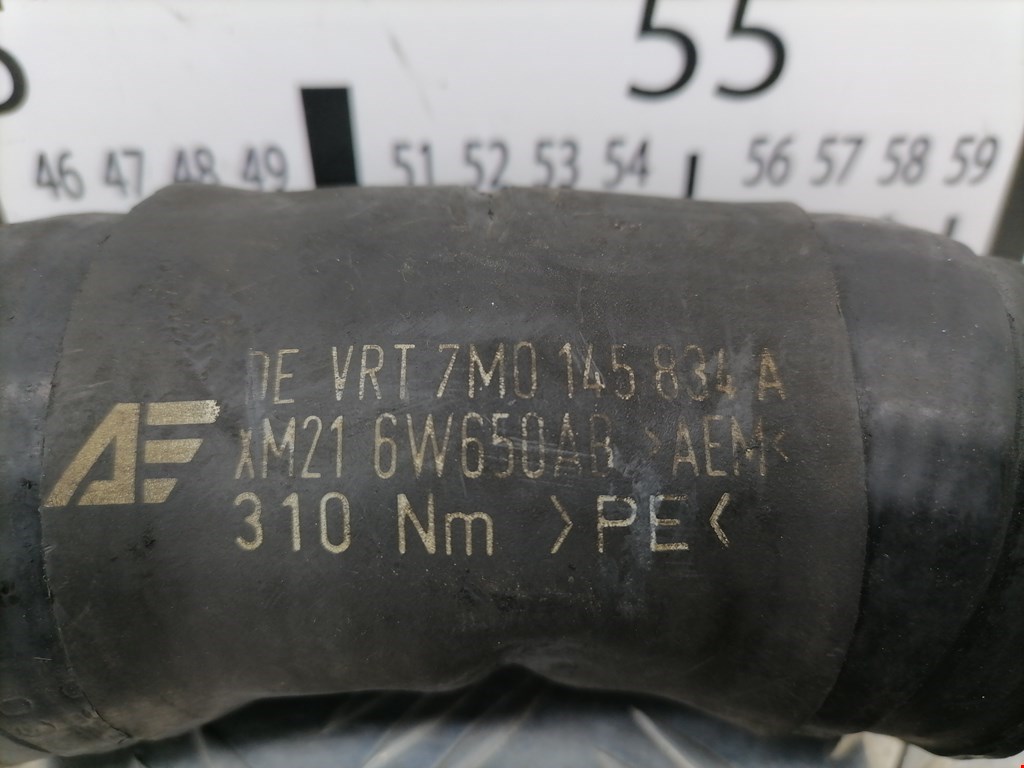 55
46 47 48 49 51 52 53 54 56 57 58 59
DE VRT 7M0 145 834 A
AE
XM21 6W650AB >AEM<
310 Nm >PE<